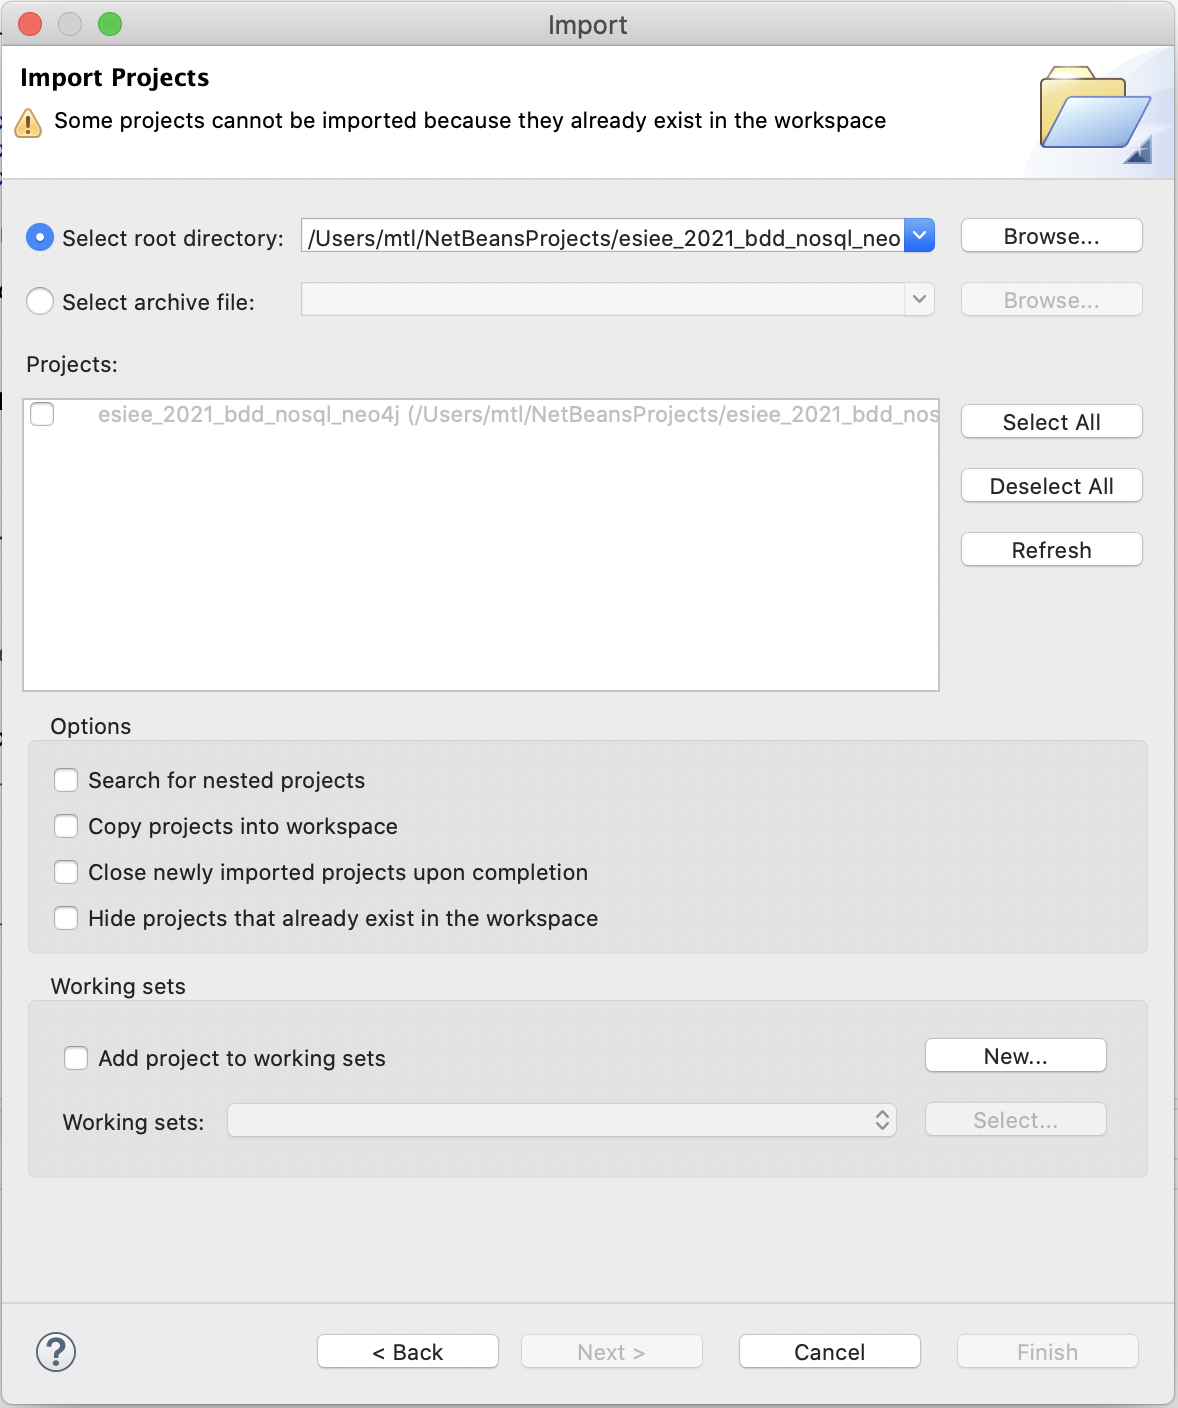 Import
Import Projects
Some projects cannot be imported because they already exist in the workspace
Select root directory: /Users/mtl/NetBeansProjects/esiee_2021_bdd_nosql_neo Browse...
Select archive file: Browse...
Projects:
esiee_2021_bdd_nosql_neo4j (/Users/mtl/NetBeansProjects/esiee_2021_bdd_nos
Select All
Deselect All
Refresh
Options
Search for nested projects
Copy projects into workspace
Close newly imported projects upon completion
Hide projects that already exist in the workspace
Working sets
Add project to working sets New...
Working sets: Select...
? < Back Next > Cancel Finish